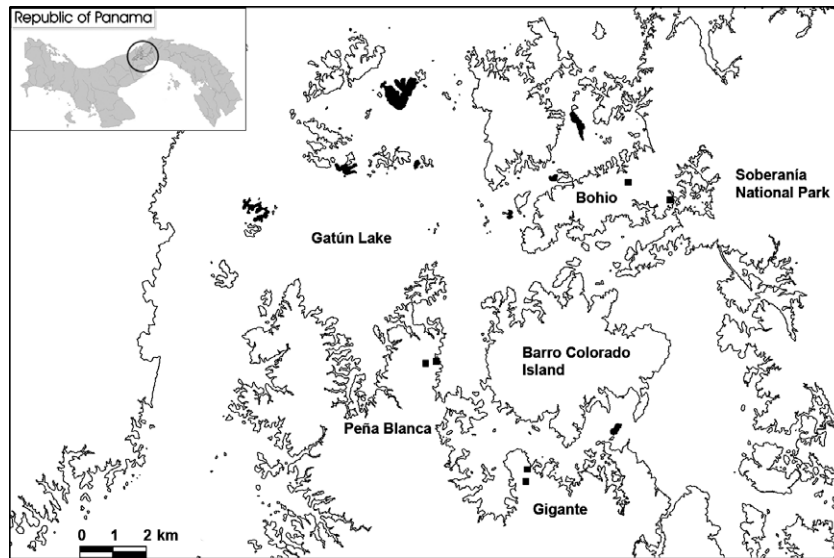 Republic of Panama
Soberanía
National Park
Bohio
Gatún Lake
Barro Colorado
Island
Peña Blanca
Gigante
0 1 2 km